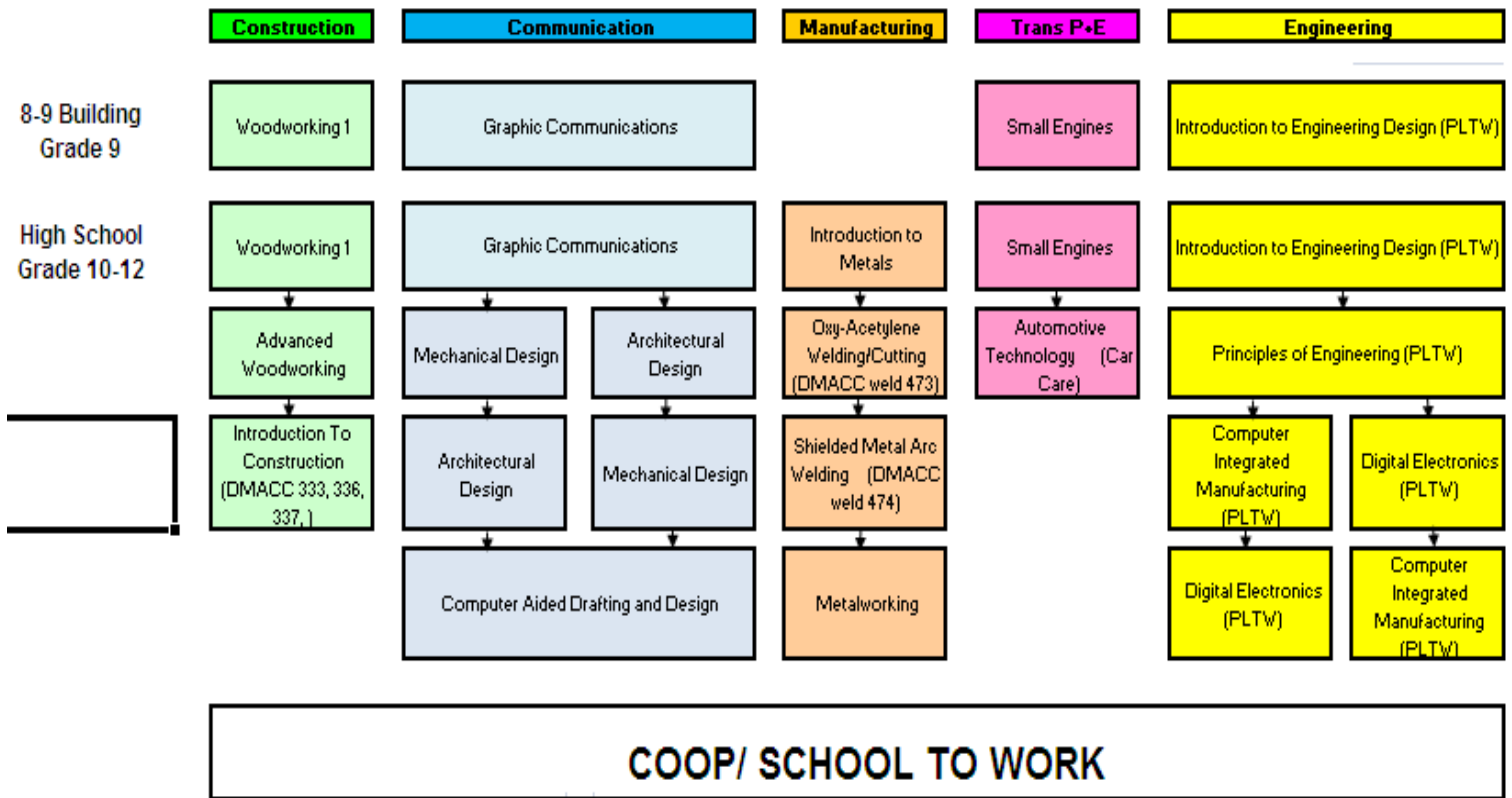 Construction
Communication
Manufacturing
Trans P+E
Engineering
8-9 Building
Grade 9
Woodworking 1
Graphic Communications
Small Engines
Introduction to Engineering Design (PLTW)
High School
Grade 10-12
Woodworking 1
Graphic Communications
Introduction to
Metals
Small Engines
Introduction to Engineering Design (PLTW)
Advanced
Woodworking
Mechanical Design
Architectural
Design
Oxy-Acetylene
Welding/Cutting
(DMACC weld 473)
Automotive
Technology (Car
Care)
Principles of Engineering (PLTW)
Introduction To
Construction
(DMACC 333, 336,
337, )
Architectural
Design
Mechanical Design
Shielded Metal Arc
Welding (DMACC
weld 474)
Computer
Integrated
Manufacturing
(PLTW)
Digital Electronics
(PLTW)
Computer Aided Drafting and Design
Metalworking
Digital Electronics
(PLTW)
Computer
Integrated
Manufacturing
(PLTW)
COOP/ SCHOOL TO WORK